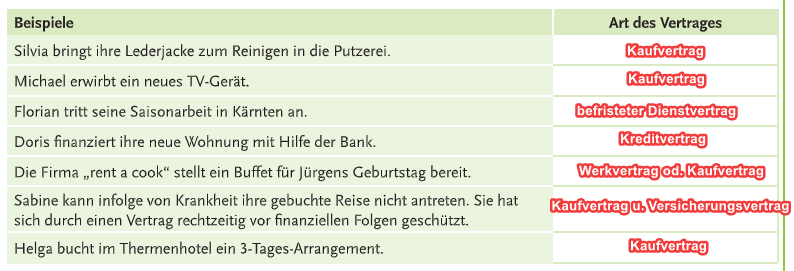 Beispiele Art des Vertrages
Silvia bringt ihre Lederjacke zum Reinigen in die Putzerei. Kaufvertrag
Michael erwirbt ein neues TV-Gerät. Kaufvertrag
Florian tritt seine Saisonarbeit in Kärnten an. befristeter Dienstvertrag
Doris finanziert ihre neue Wohnung mit Hilfe der Bank. Kreditvertrag
Die Firma „rent a cook“ stellt ein Buffet für Jürgens Geburtstag bereit. Werkvertrag od. Kaufvertrag
Sabine kann infolge von Krankheit ihre gebuchte Reise nicht antreten. Sie hat
sich durch einen Vertrag rechtzeitig vor finanziellen Folgen geschützt. Kaufvertrag u. Versicherungsvertrag
Helga bucht im Thermenhotel ein 3-Tages-Arrangement. Kaufvertrag